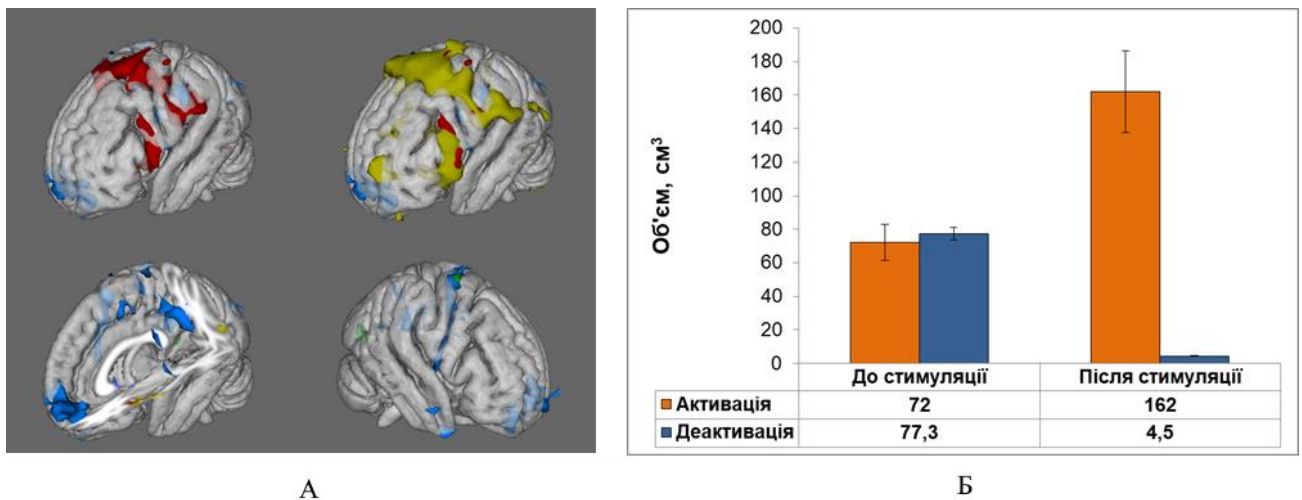 200
180
160
140
120
100
80
60
40
20
0
Об'єм, см³
До стимуляції Після стимуляції
Активація 72 162
Деактивація 77,3 4,5
А Б